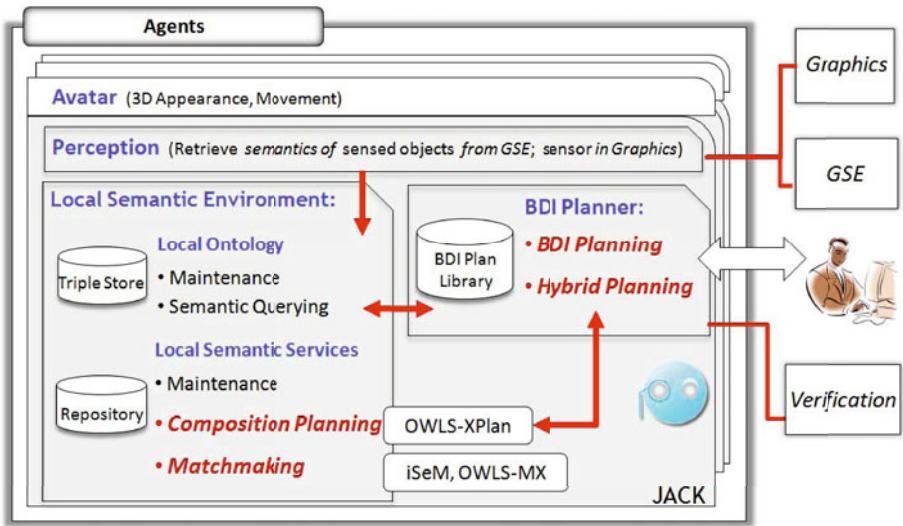 Agents
Avatar (3D Appearance, Movement)
Perception (Retrieve semantics of sensed objects from GSE; sensor in Graphics)
Local Semantic Environment:
Local Ontology
Triple Store
• Maintenance
• Semantic Querying
Local Semantic Services
Repository
• Maintenance
• Composition Planning
• Matchmaking
BDI Planner:
BDI Plan
Library
• BDI Planning
• Hybrid Planning
OWLS-XPlan
iSeM, OWLS-MX
JACK
Graphics
GSE
Verification